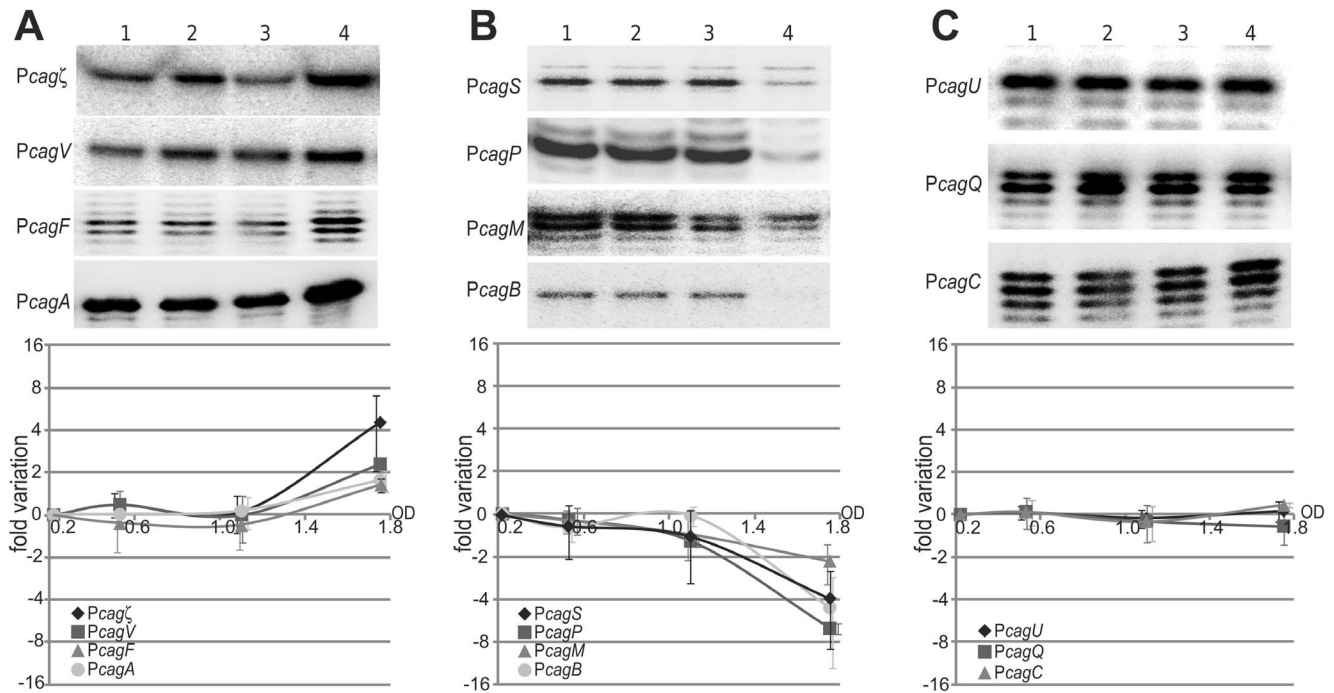 A
1 2 3 4
Pcagζ
PcagV
PcagF
PcagA
16
8
4
2
0
-2
-4
-8
-16
fold variation
0.2 0.6 1.0 1.4 1.8
OD
Pcagζ
PcagV
PcagF
PcagA
B
1 2 3 4
PcagS
PcagP
PcagM
PcagB
16
8
4
2
0
-2
-4
-8
-16
fold variation
0.2 0.6 1.0 1.4 1.8
OD
PcagS
PcagP
PcagM
PcagB
C
1 2 3 4
PcagU
PcagQ
PcagC
16
8
4
2
0
-2
-4
-8
-16
fold variation
0.2 0.6 1.0 1.4 1.8
OD
PcagU
PcagQ
PcagC